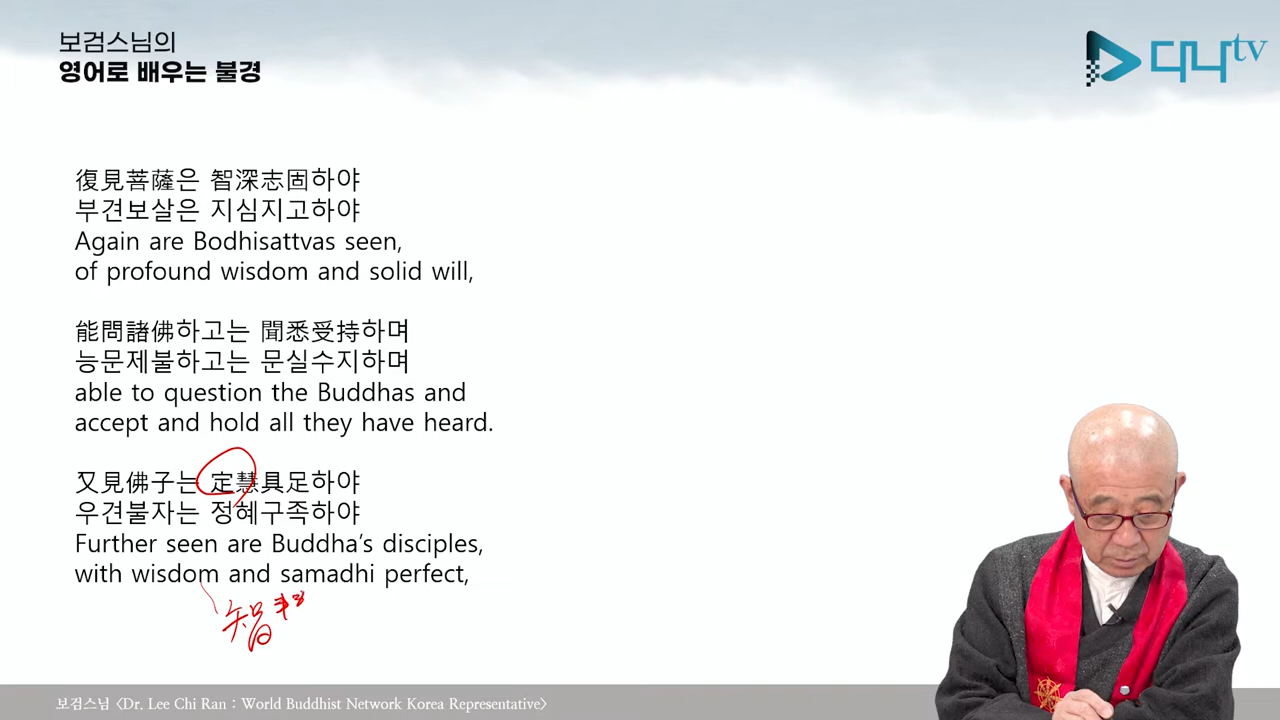 보검스님의
영어로 배우는 불경
디나tv
復見菩薩은 智深志固하야
부견보살은 지심지고하야
Again are Bodhisattvas seen,
of profound wisdom and solid will,
能問諸佛하고는 聞悉受持하며
능문제불하고는 문실수지하며
able to question the Buddhas and
accept and hold all they have heard.
又見佛子는 定慧具足하야
우견불자는 정혜구족하야
Further seen are Buddha’s disciples,
with wisdom and samadhi perfect,
智
보검스님 〈Dr. Lee Chi Ran : World Buddhist Network Korea Representative〉